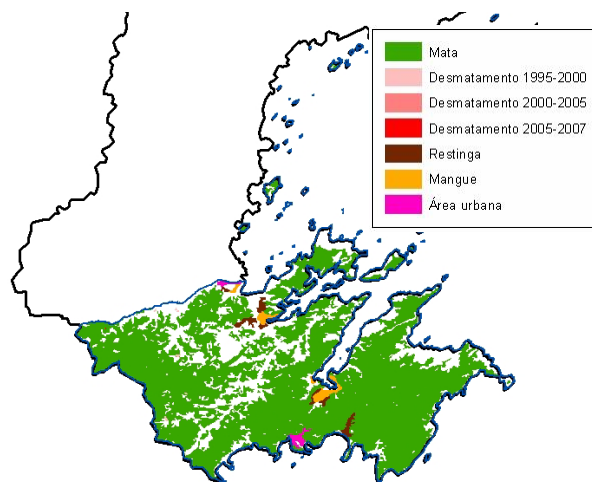 Mata
Desmatamento 1995-2000
Desmatamento 2000-2005
Desmatamento 2005-2007
Restinga
Mangue
Área urbana